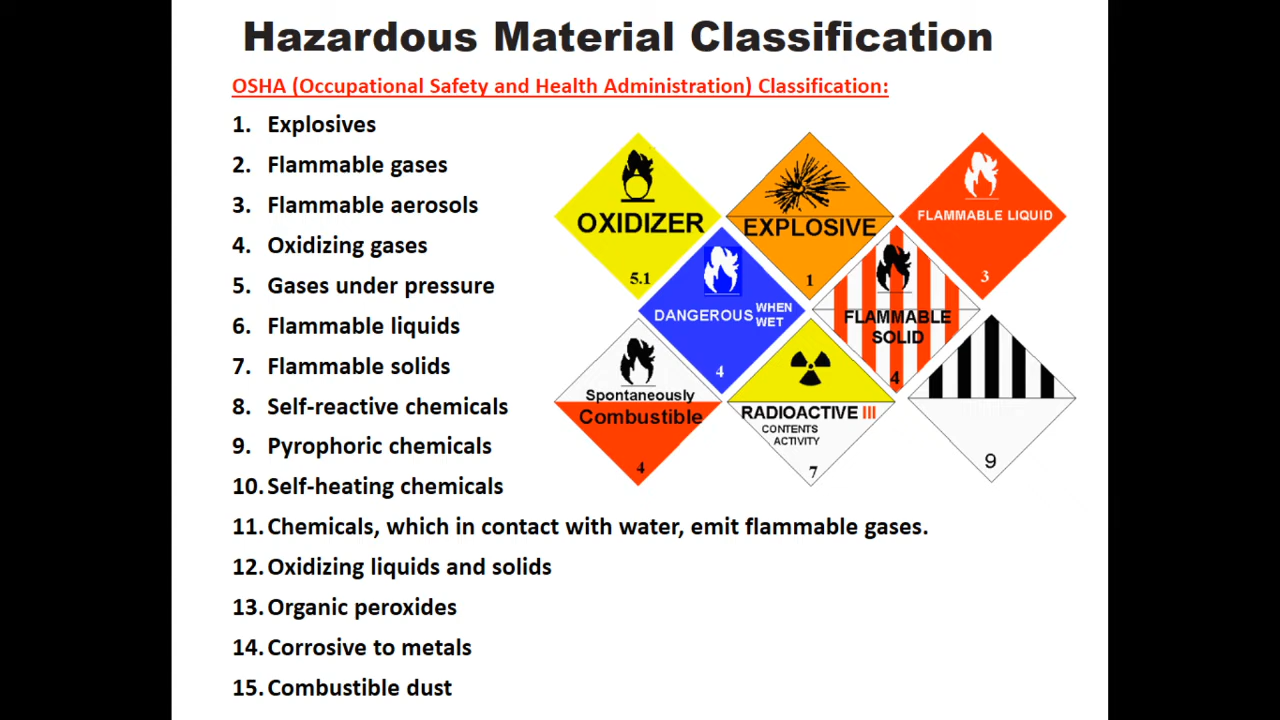 Hazardous Material Classification
OSHA (Occupational Safety and Health Administration) Classification:
1. Explosives
2. Flammable gases
3. Flammable aerosols
4. Oxidizing gases
5. Gases under pressure
6. Flammable liquids
7. Flammable solids
8. Self-reactive chemicals
9. Pyrophoric chemicals
10. Self-heating chemicals
11. Chemicals, which in contact with water, emit flammable gases.
12. Oxidizing liquids and solids
13. Organic peroxides
14. Corrosive to metals
15. Combustible dust
OXIDIZER
5.1
EXPLOSIVE
1
FLAMMABLE LIQUID
3
DANGEROUS WHEN
WET
4
FLAMMABLE
SOLID
4
Spontaneously
Combustible
4
RADIOACTIVE III
CONTENTS
ACTIVITY
7
9